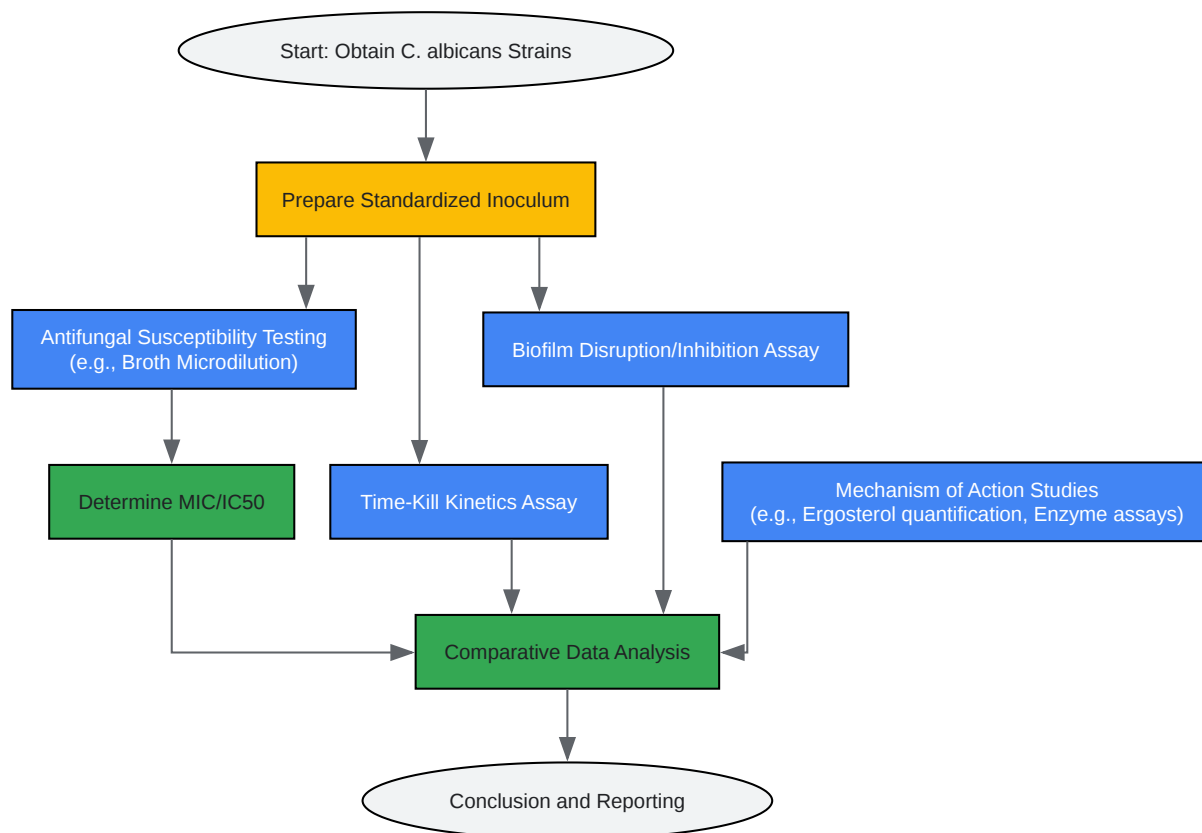 Start: Obtain C. albicans Strains
Prepare Standardized Inoculum
Antifungal Susceptibility Testing
(e.g., Broth Microdilution)
Biofilm Disruption/Inhibition Assay
Determine MIC/IC50
Time-Kill Kinetics Assay
Mechanism of Action Studies
(e.g., Ergosterol quantification, Enzyme assays)
Comparative Data Analysis
Conclusion and Reporting